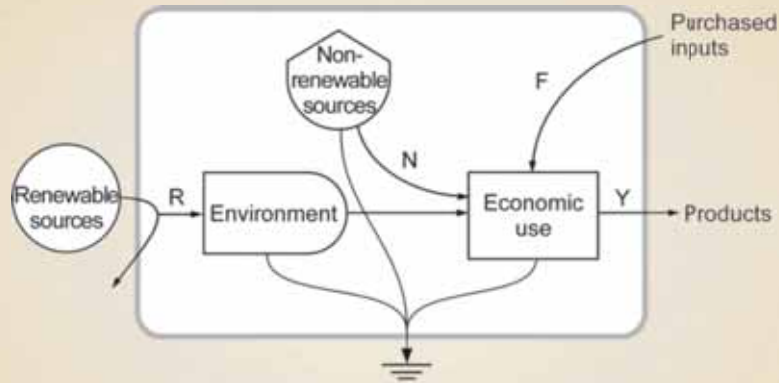 Purchased
inputs
Non-
renewable
sources
F
N
Renewable
sources
R
Environment
Economic
use
Y
Products